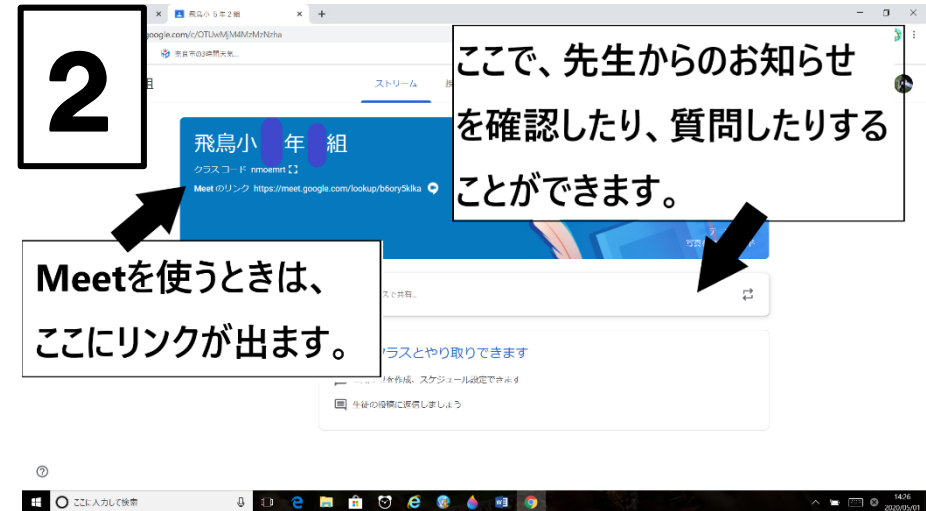 飛鳥小 5年2組
google.com/c/OTUwMjM4MzMzNzha
奈良市の3時間天気...
2
組
ストリーム
ここで、先生からのお知らせ
を確認したり、質問したりする
ことができます。
飛鳥小 年 組
クラスコード nmoemrt
Meet のリンク https://meet.google.com/lookup/b6ory5klka
Meetを使うときは、
ここにリンクが出ます。
スで共有...
クラスとやり取りできます
を作成、スケジュール設定できます
生徒の投稿に返信しましょう
ここに入力して検索
14:26
2020/05/01